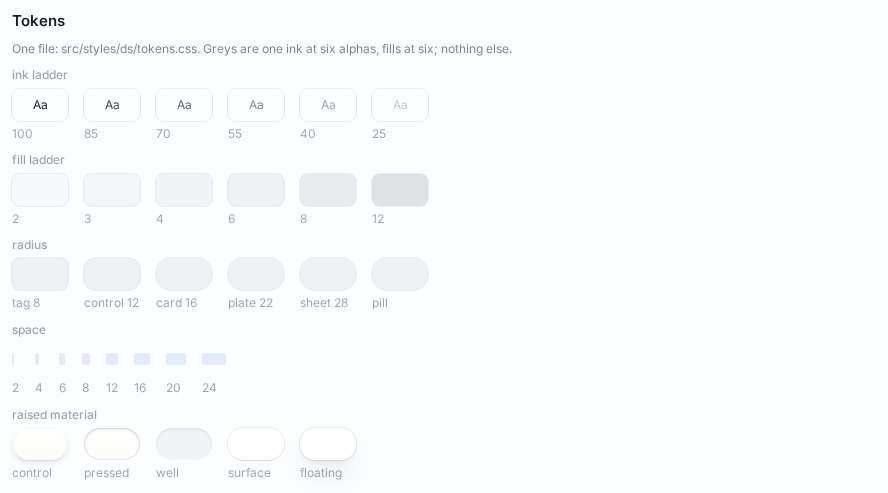 Tokens
One file: src/styles/ds/tokens.css. Greys are one ink at six alphas, fills at six; nothing else.
ink ladder
Aa Aa Aa Aa Aa Aa
100 85 70 55 40 25
fill ladder
2 3 4 6 8 12
radius
tag 8 control 12 card 16 plate 22 sheet 28 pill
space
2 4 6 8 12 16 20 24
raised material
control pressed well surface floating